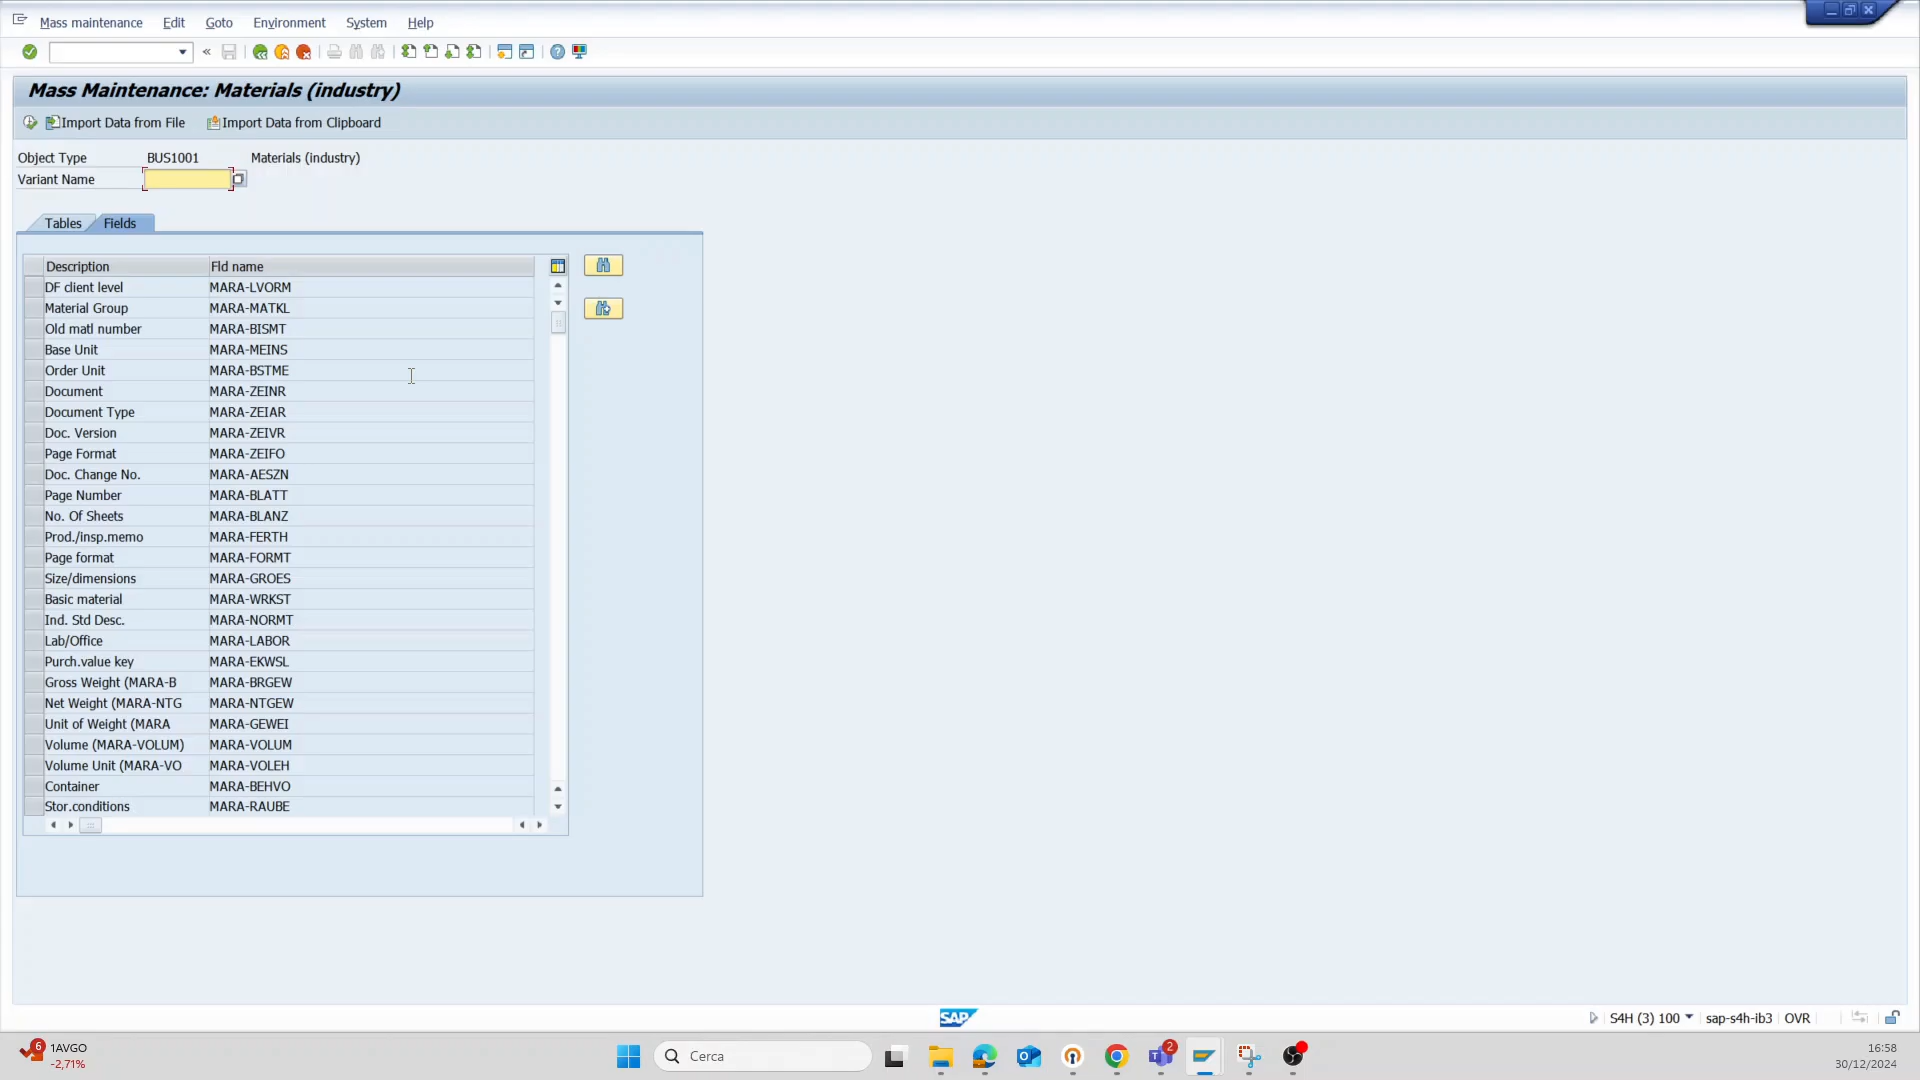 Mass maintenance Edit Goto Environment System Help
Mass Maintenance: Materials (industry)
Import Data from File Import Data from Clipboard
Object Type BUS1001 Materials (industry)
Variant Name
Tables Fields
Description Fld name
DF client level MARA-LVORM
Material Group MARA-MATKL
Old matl number MARA-BISMT
Base Unit MARA-MEINS
Order Unit MARA-BSTME
Document MARA-ZEINR
Document Type MARA-ZEIAR
Doc. Version MARA-ZEIVR
Page Format MARA-ZEIFO
Doc. Change No. MARA-AESZN
Page Number MARA-BLATT
No. Of Sheets MARA-BLANZ
Prod./insp.memo MARA-FERTH
Page format MARA-FORMT
Size/dimensions MARA-GROES
Basic material MARA-WRKST
Ind. Std Desc. MARA-NORMT
Lab/Office MARA-LABOR
Purch.value key MARA-EKWSL
Gross Weight (MARA-B MARA-BRGEW
Net Weight (MARA-NTG MARA-NTGEW
Unit of Weight (MARA MARA-GEWEI
Volume (MARA-VOLUM) MARA-VOLUM
Volume Unit (MARA-VO MARA-VOLEH
Container MARA-BEHVO
Stor.conditions MARA-RAUBE
SAP S4H (3) 100 sap-s4h-ib3 OVR
6 1AVGO
-2,71%
Cerca
2
16:58
30/12/2024